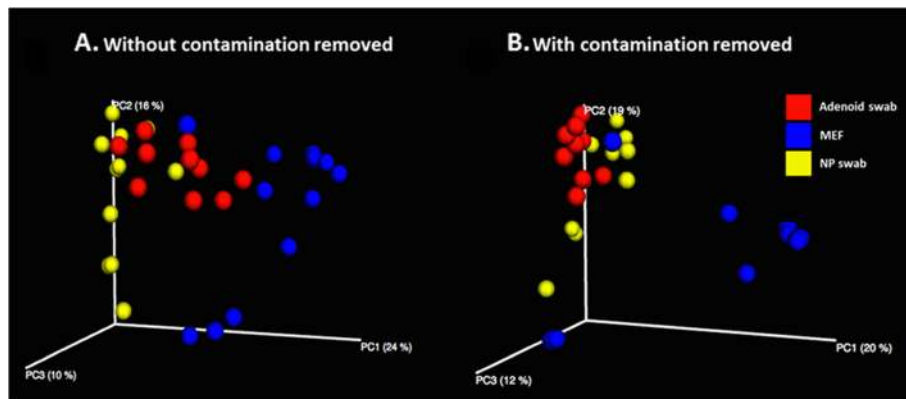 A. Without contamination removed
B. With contamination removed
PC2 (16 %)
PC1 (24 %)
PC3 (10 %)
PC2 (19 %)
PC1 (20 %)
PC3 (12 %)
Adenoid swab
MEF
NP swab